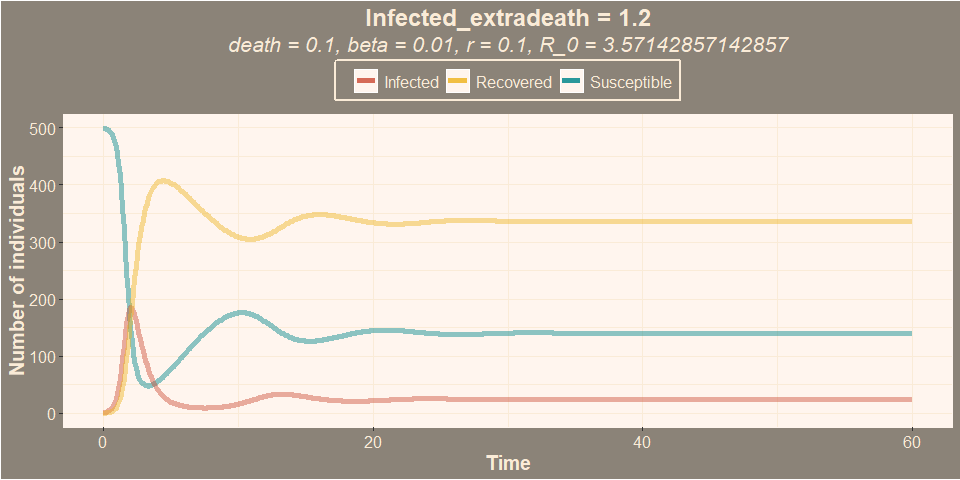 Infected_extradeath = 1.2
death = 0.1, beta = 0.01, r = 0.1, R_0 = 3.57142857142857
Infected Recovered Susceptible
Number of individuals
500
400
300
200
100
0
0 20 40 60
Time